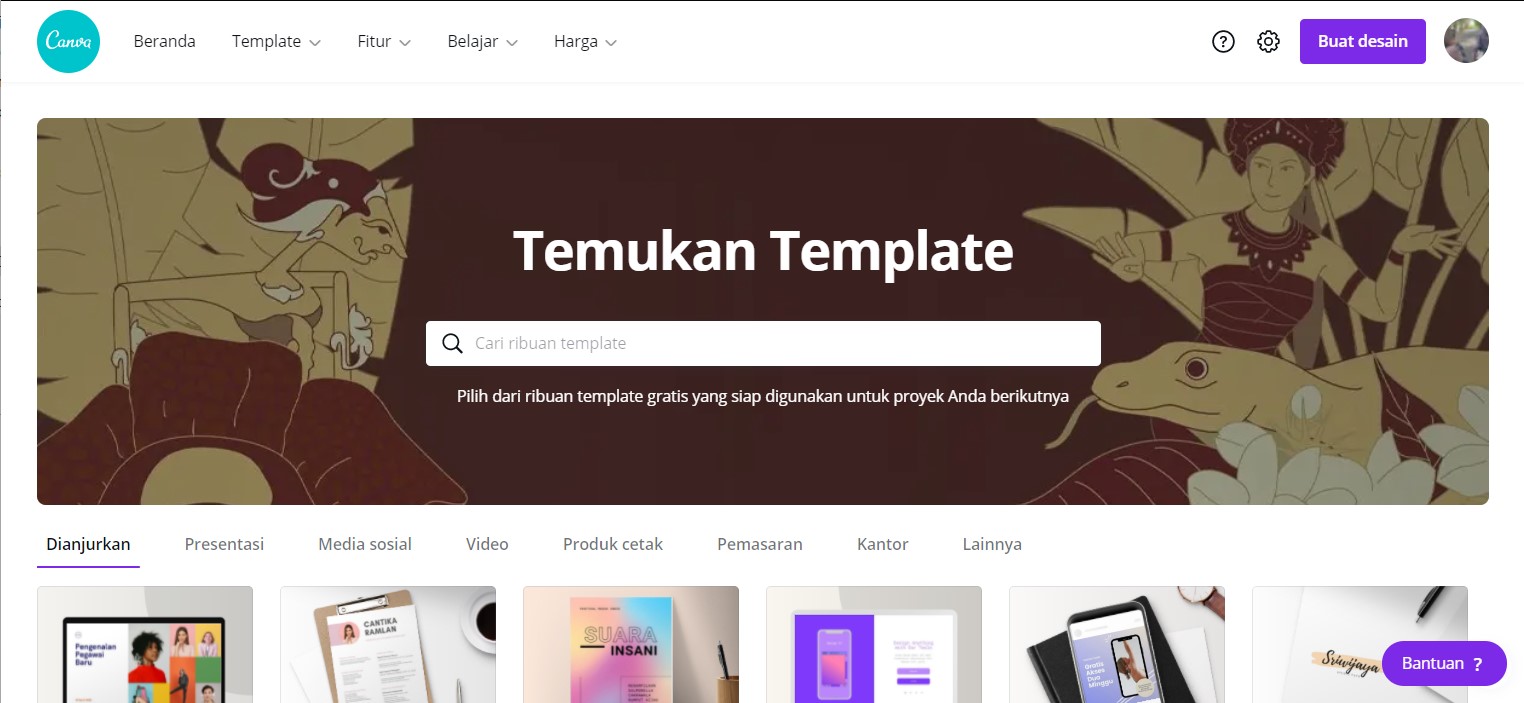 Canva
Beranda
Template
Fitur
Belajar
Harga
?
Buat desain
Temukan Template
Cari ribuan template
Pilih dari ribuan template gratis yang siap digunakan untuk proyek Anda berikutnya
Dianjurkan
Presentasi
Media sosial
Video
Produk cetak
Pemasaran
Kantor
Lainnya
Pengenalan
Pegawai
Baru
CANTIKA
RAMLAN
SUARA
INSANI
Gratis
Akses
Dua
Minggu
Sriwijaya
Bantuan ?